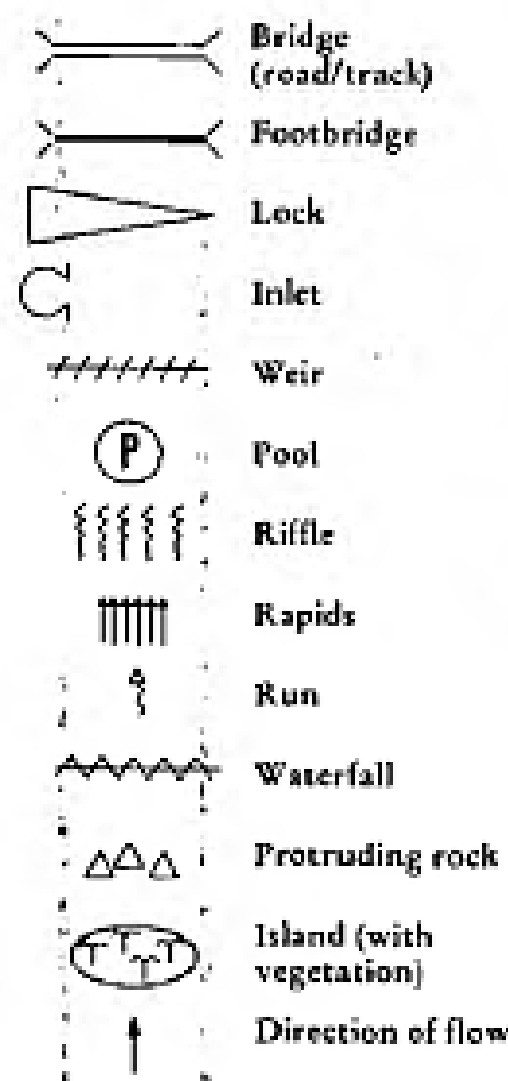 Bridge
(road/track)
Footbridge
Lock
Inlet
Weir
P
Pool
Riffle
Rapids
Run
Waterfall
Protruding rock
Island (with
vegetation)
Direction of flow